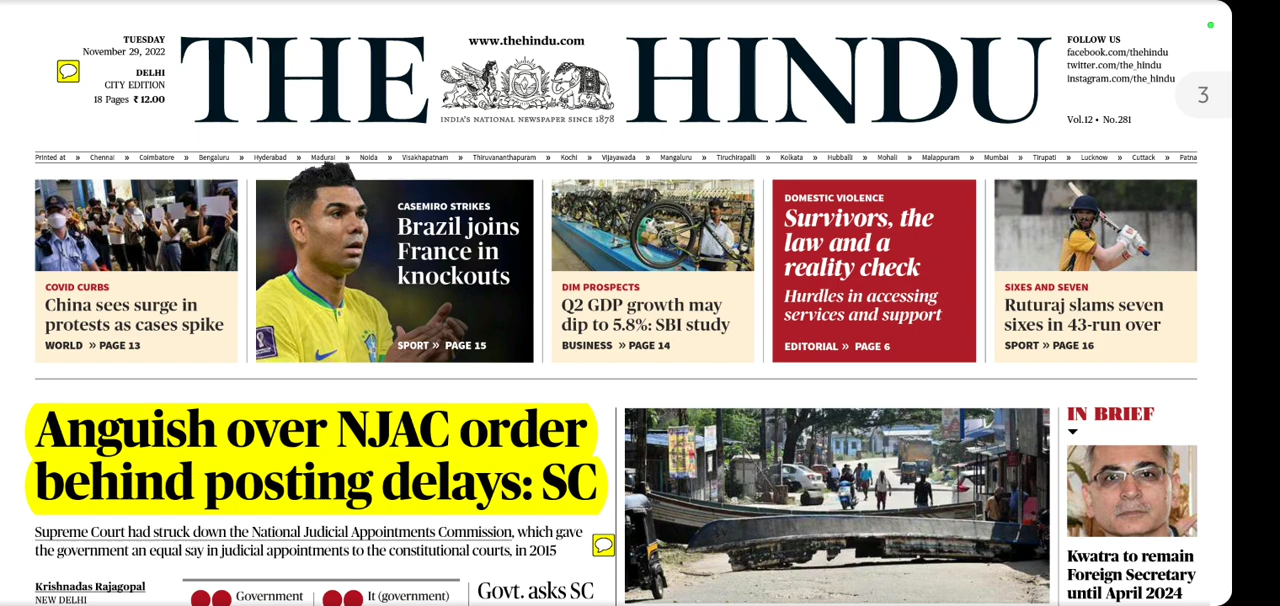 TUESDAY
November 29, 2022
DELHI
CITY EDITION
18 Pages ₹ 12.00
THE HINDU
www.thehindu.com
INDIA'S NATIONAL NEWSPAPER SINCE 1878
FOLLOW US
facebook.com/thehindu
twitter.com/the_hindu
instagram.com/the_hindu
Vol.12 • No.281
3
Printed at » Chennai » Coimbatore » Bengaluru » Hyderabad » Madurai » Noida » Visakhapatnam » Thiruvananthapuram » Kochi » Vijayawada » Mangaluru » Tiruchirapalli » Kolkata » Hubballi » Mohali » Malappuram » Mumbai » Tirupati » Lucknow » Cuttack » Patna
COVID CURBS
China sees surge in
protests as cases spike
WORLD » PAGE 13
CASEMIRO STRIKES
Brazil joins
France in
knockouts
SPORT » PAGE 15
DIM PROSPECTS
Q2 GDP growth may
dip to 5.8%: SBI study
BUSINESS » PAGE 14
DOMESTIC VIOLENCE
Survivors, the
law and a
reality check
Hurdles in accessing
services and support
EDITORIAL » PAGE 6
SIXES AND SEVEN
Ruturaj slams seven
sixes in 43-run over
SPORT » PAGE 16
Anguish over NJAC order
behind posting delays: SC
Supreme Court had struck down the National Judicial Appointments Commission, which gave
the government an equal say in judicial appointments to the constitutional courts, in 2015
Krishnadas Rajagopal
NEW DELHI
Government
It (government)
Govt. asks SC
IN BRIEF
Kwatra to remain
Foreign Secretary
until April 2024